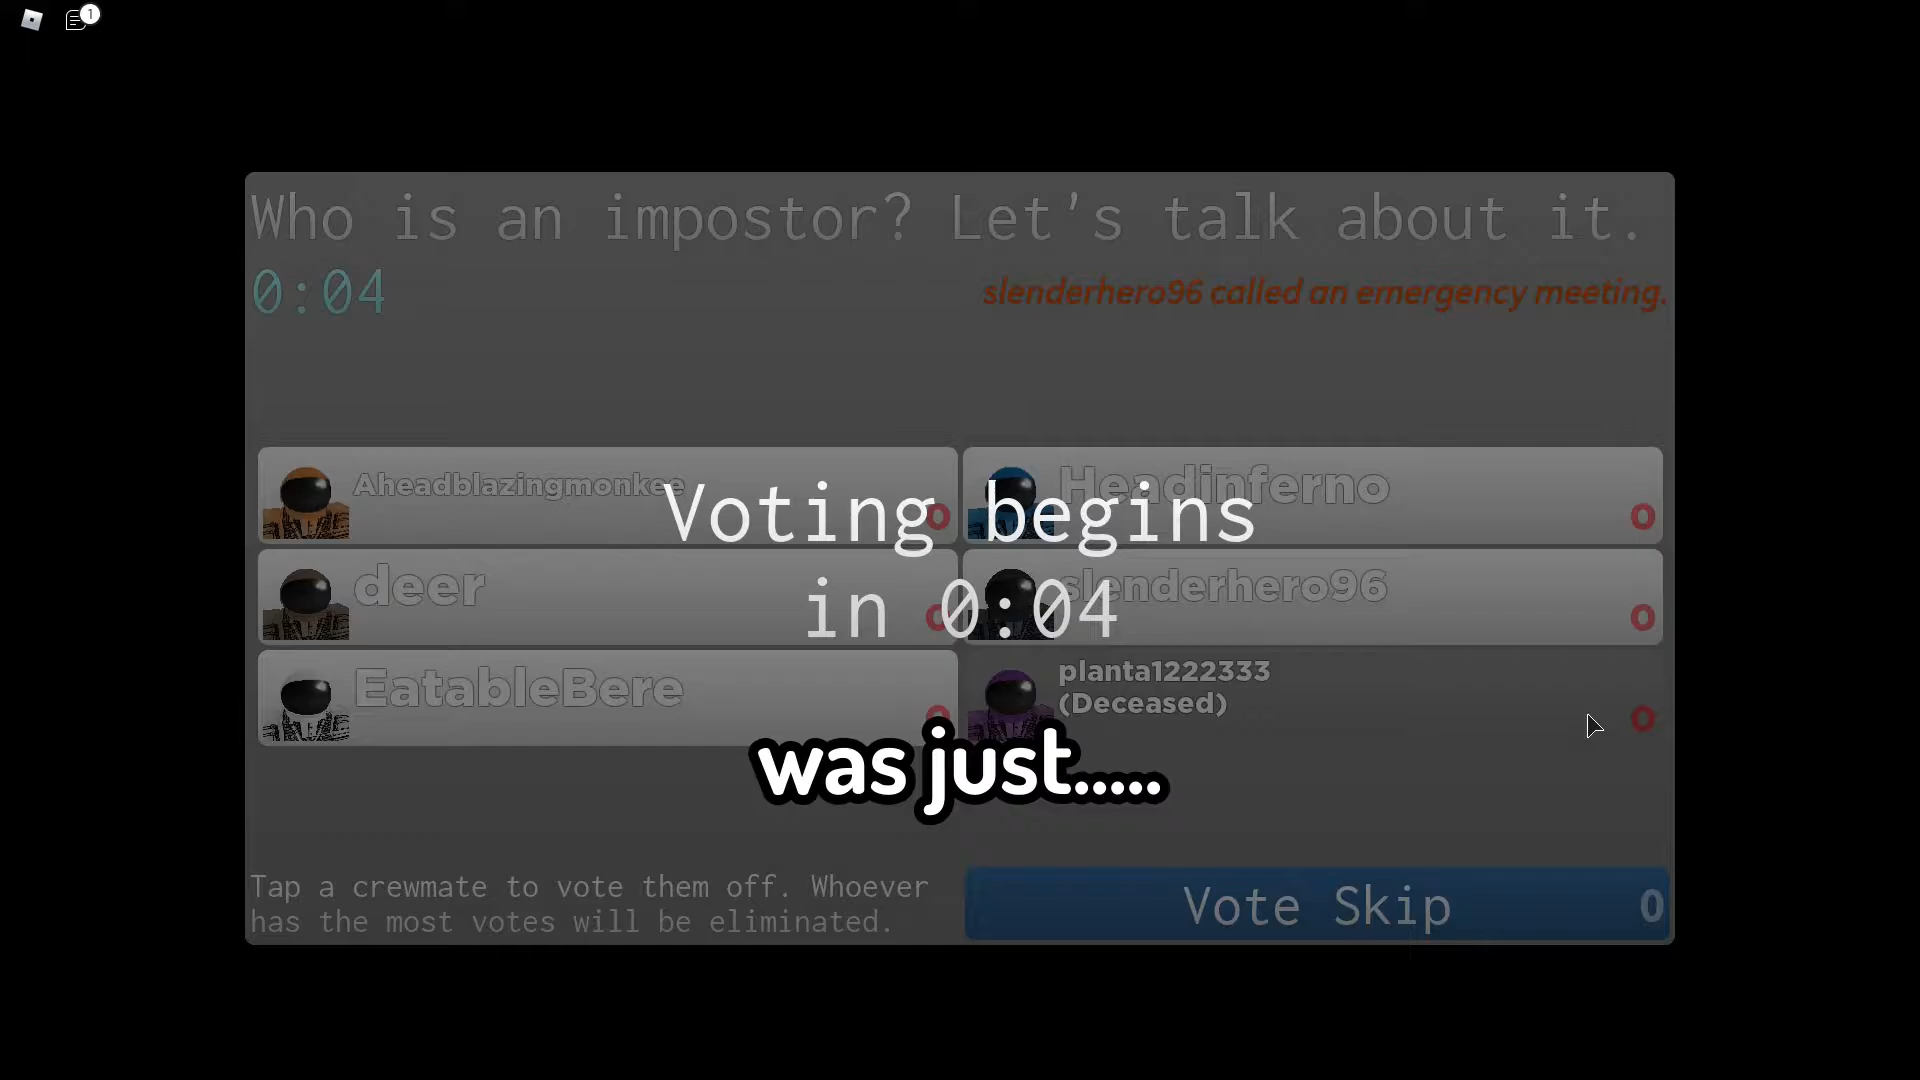 1
Who is an impostor? Let's talk about it.
0:04
slenderhero96 called an emergency meeting.
Aheadblazingmonkee
0
Headinferno
0
Voting begins
in 0:04
deer
0
slenderhero96
0
EatableBere
0
planta1222333
(Deceased)
0
was just.....
Tap a crewmate to vote them off. Whoever
has the most votes will be eliminated.
Vote Skip
0